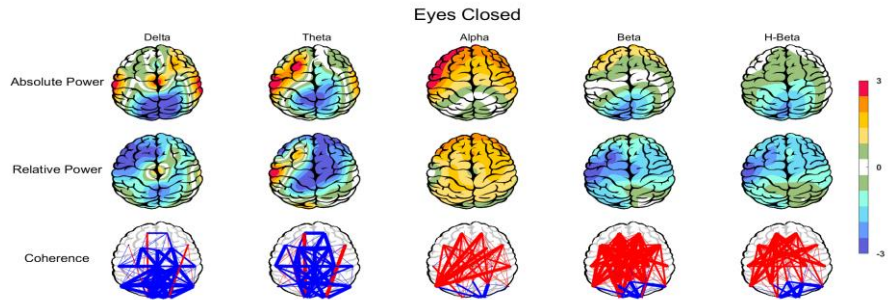 Eyes Closed
Delta Theta Alpha Beta H-Beta
Absolute Power
3
Relative Power
0
Coherence
-3